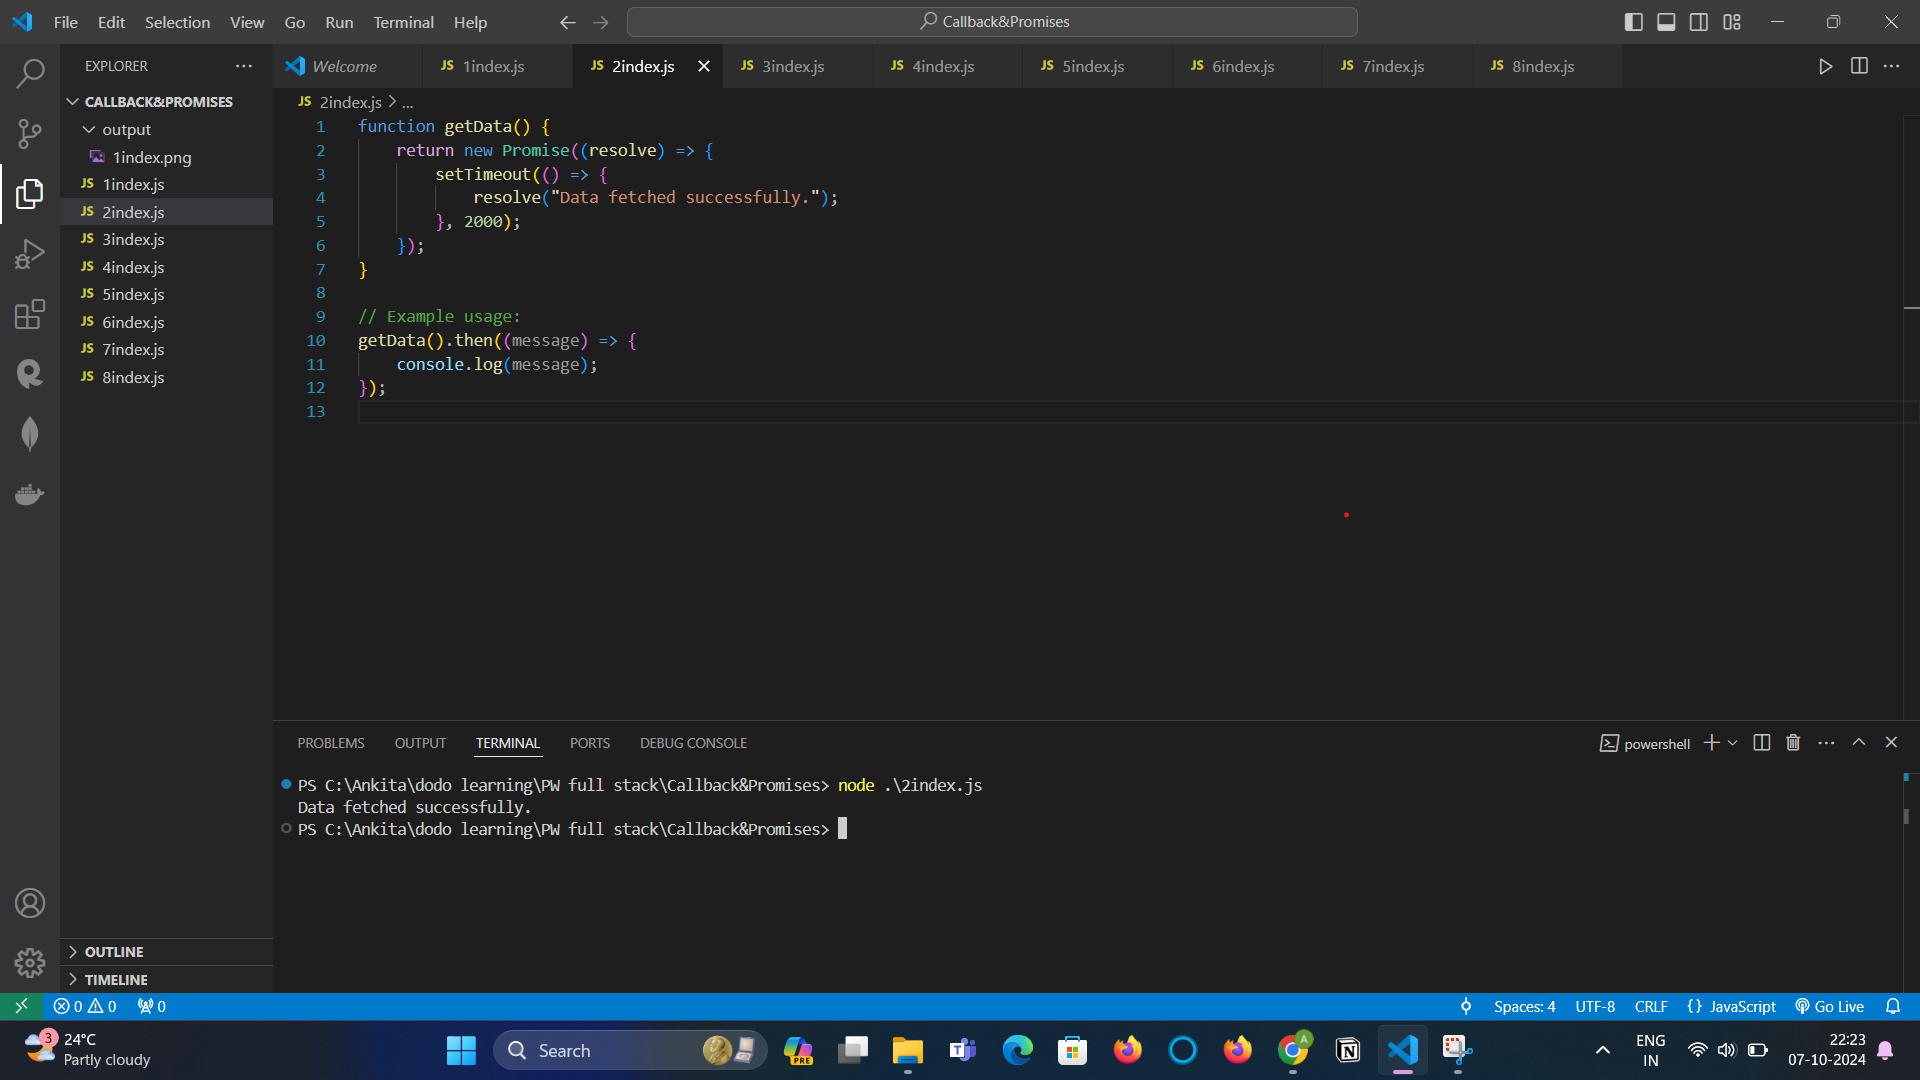 File Edit Selection View Go Run Terminal Help
Callback&Promises
EXPLORER
CALLBACK&PROMISES
output
1index.png
JS 1index.js
JS 2index.js
JS 3index.js
JS 4index.js
JS 5index.js
JS 6index.js
JS 7index.js
JS 8index.js
OUTLINE
TIMELINE
Welcome JS 1index.js JS 2index.js JS 3index.js JS 4index.js JS 5index.js JS 6index.js JS 7index.js JS 8index.js
JS 2index.js > ...
1 function getData() {
2     return new Promise((resolve) => {
3         setTimeout(() => {
4             resolve("Data fetched successfully.");
5         }, 2000);
6     });
7 }
8
9 // Example usage:
10 getData().then((message) => {
11     console.log(message);
12 });
13
PROBLEMS OUTPUT TERMINAL PORTS DEBUG CONSOLE
powershell
PS C:\Ankita\dodo learning\PW full stack\Callback&Promises> node .\2index.js
Data fetched successfully.
PS C:\Ankita\dodo learning\PW full stack\Callback&Promises>
0 0 0
Spaces: 4 UTF-8 CRLF {} JavaScript Go Live
3
24°C
Partly cloudy
Search
PRE
A
ENG
IN
22:23
07-10-2024